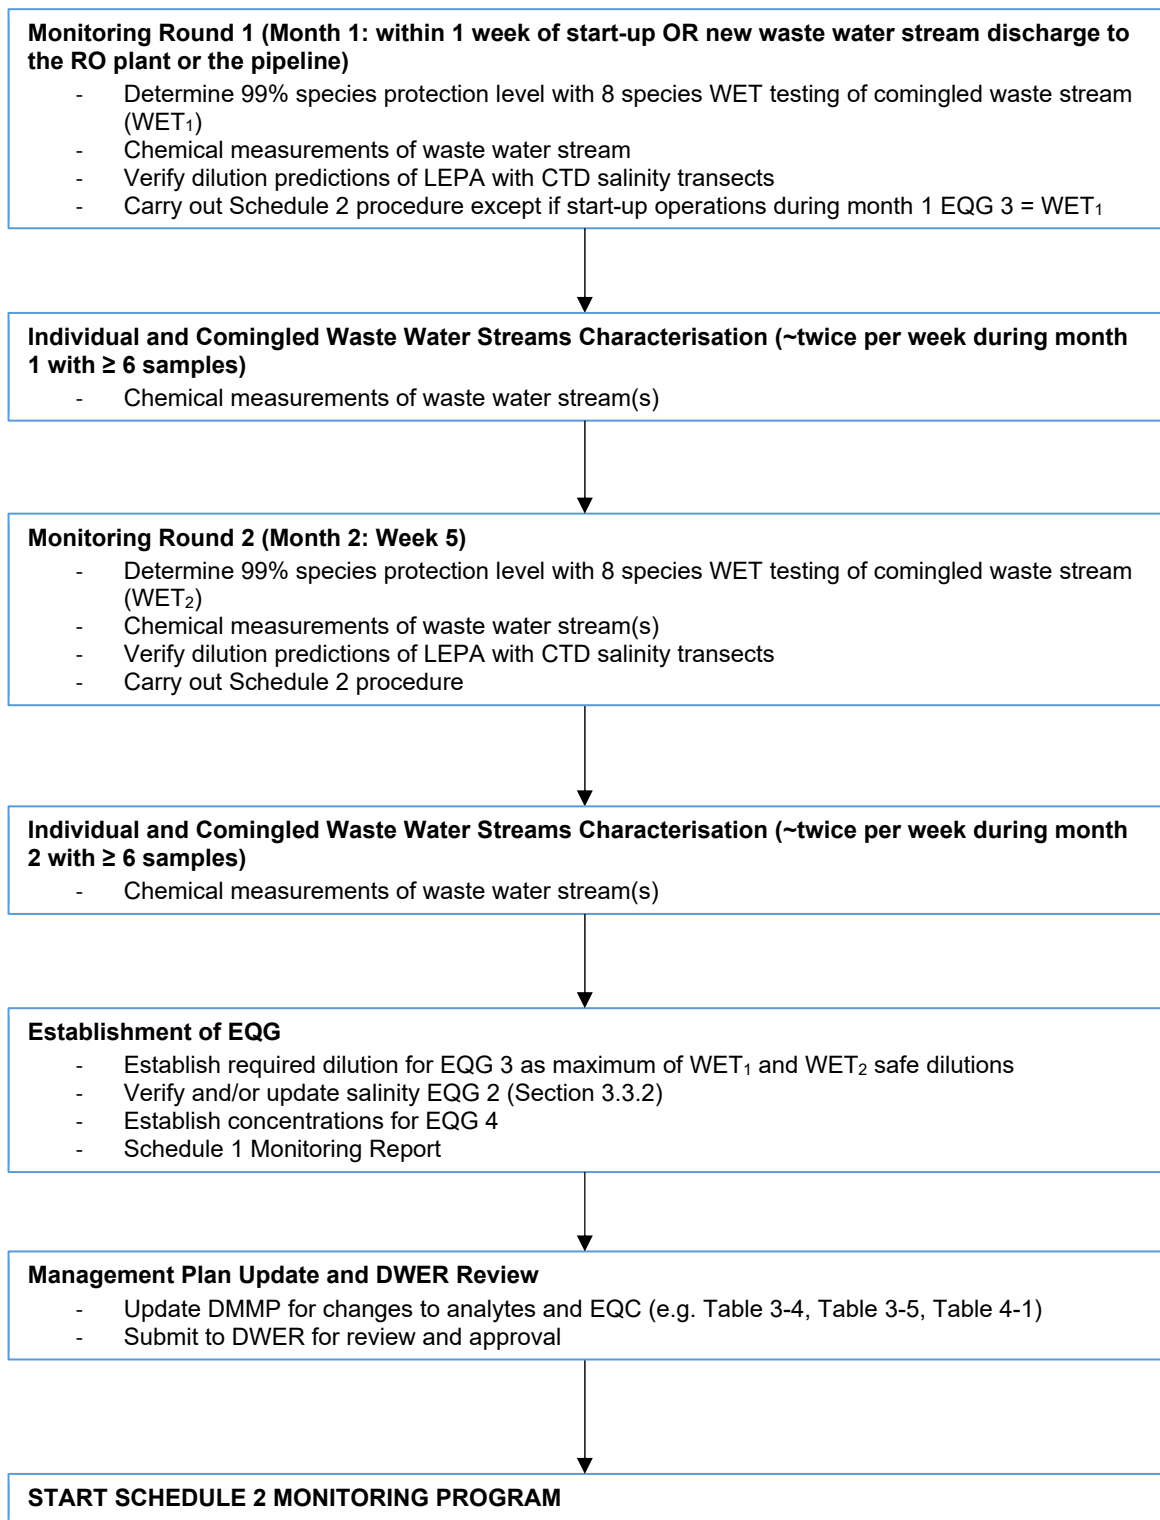 Monitoring Round 1 (Month 1: within 1 week of start-up OR new waste water stream discharge to
the RO plant or the pipeline)
- Determine 99% species protection level with 8 species WET testing of comingled waste stream
(WET₁)
- Chemical measurements of waste water stream
- Verify dilution predictions of LEPA with CTD salinity transects
- Carry out Schedule 2 procedure except if start-up operations during month 1 EQG 3 = WET₁
Individual and Comingled Waste Water Streams Characterisation (~twice per week during month
1 with ≥ 6 samples)
- Chemical measurements of waste water stream(s)
Monitoring Round 2 (Month 2: Week 5)
- Determine 99% species protection level with 8 species WET testing of comingled waste stream
(WET₂)
- Chemical measurements of waste water stream(s)
- Verify dilution predictions of LEPA with CTD salinity transects
- Carry out Schedule 2 procedure
Individual and Comingled Waste Water Streams Characterisation (~twice per week during month
2 with ≥ 6 samples)
- Chemical measurements of waste water stream(s)
Establishment of EQG
- Establish required dilution for EQG 3 as maximum of WET₁ and WET₂ safe dilutions
- Verify and/or update salinity EQG 2 (Section 3.3.2)
- Establish concentrations for EQG 4
- Schedule 1 Monitoring Report
Management Plan Update and DWER Review
- Update DMMP for changes to analytes and EQC (e.g. Table 3-4, Table 3-5, Table 4-1)
- Submit to DWER for review and approval
START SCHEDULE 2 MONITORING PROGRAM